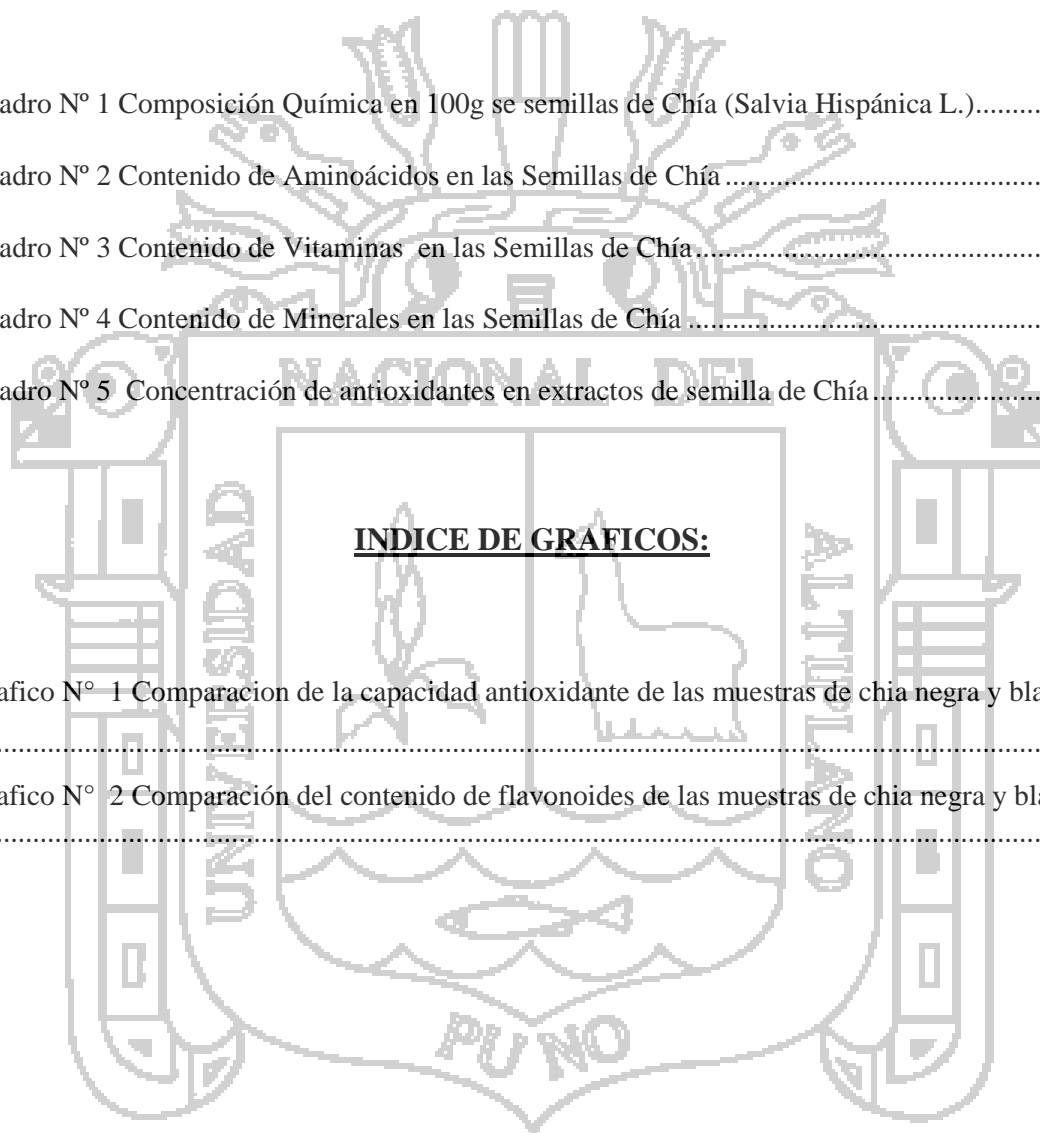 adro Nº 1 Composición Química en 100g se semillas de Chía (Salvia Hispánica L.).........
adro Nº 2 Contenido de Aminoácidos en las Semillas de Chía..........................................
adro Nº 3 Contenido de Vitaminas en las Semillas de Chía..............................................
adro Nº 4 Contenido de Minerales en las Semillas de Chía...............................................
NACIONAL DEL
adro Nº 5 Concentración de antioxidantes en extractos de semilla de Chía......................
UNIVERSIDAD
ALTIPLANO
INDICE DE GRAFICOS:
afico N° 1 Comparacion de la capacidad antioxidante de las muestras de chia negra y bla
....................................................................................................
afico N° 2 Comparación del contenido de flavonoides de las muestras de chia negra y bla
....................................................................................................
PUNO